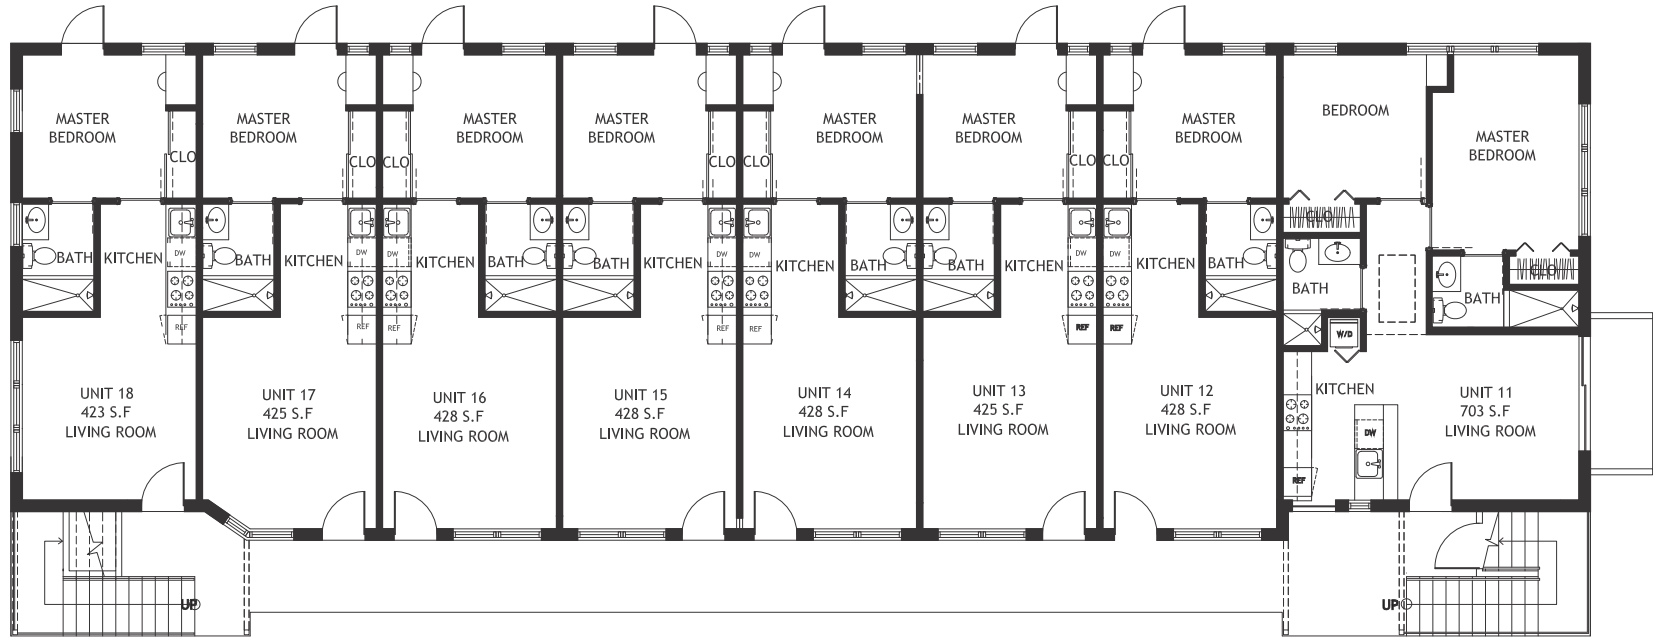 MASTER
BEDROOM
MASTER
BEDROOM
MASTER
BEDROOM
MASTER
BEDROOM
MASTER
BEDROOM
MASTER
BEDROOM
MASTER
BEDROOM
BEDROOM
MASTER
BEDROOM
CLO
CLO
CLO
CLO
CLO
CLO
CLO
CLO
CLO
BATH
KITCHEN
DW
KITCHEN
BATH
DW
DW
KITCHEN
BATH
BATH
KITCHEN
DW
DW
KITCHEN
BATH
BATH
KITCHEN
DW
DW
KITCHEN
BATH
BATH
BATH
REF
REF
REF
REF
REF
REF
REF
W/D
KITCHEN
DW
REF
UNIT 18
423 S.F
LIVING ROOM
UNIT 17
425 S.F
LIVING ROOM
UNIT 16
428 S.F
LIVING ROOM
UNIT 15
428 S.F
LIVING ROOM
UNIT 14
428 S.F
LIVING ROOM
UNIT 13
425 S.F
LIVING ROOM
UNIT 12
428 S.F
LIVING ROOM
UNIT 11
703 S.F
LIVING ROOM
UP
UP